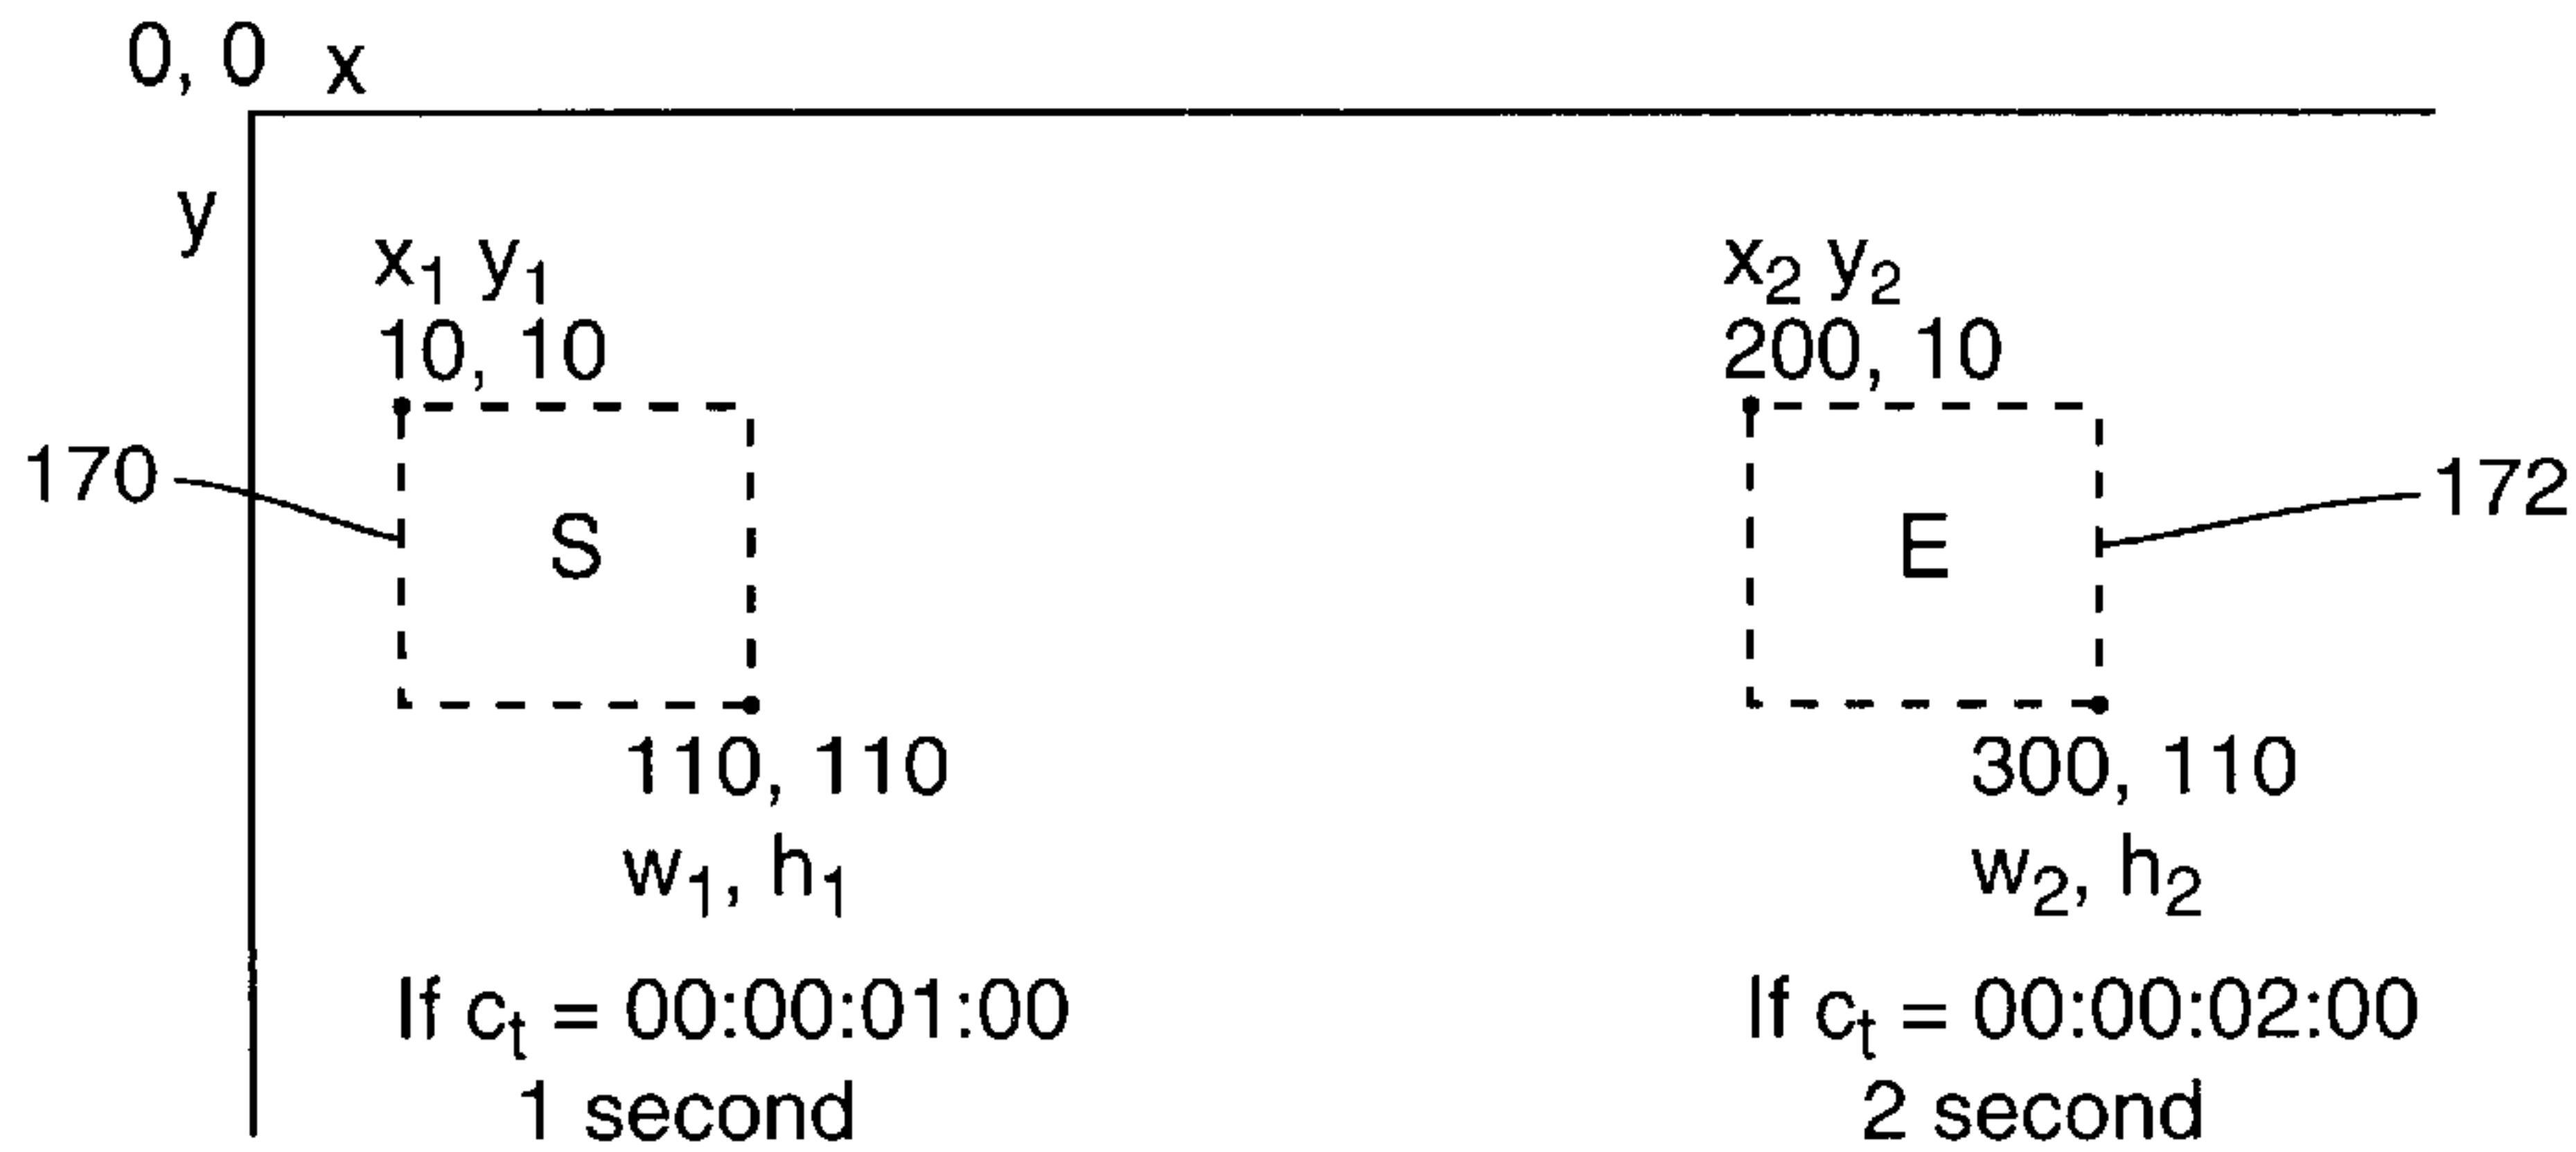 0, 0 x
y
x₁ y₁
10, 10
x₂ y₂
200, 10
170
S
E
172
110, 110
w₁, h₁
300, 110
w₂, h₂
If cₜ = 00:00:01:00
1 second
If cₜ = 00:00:02:00
2 second